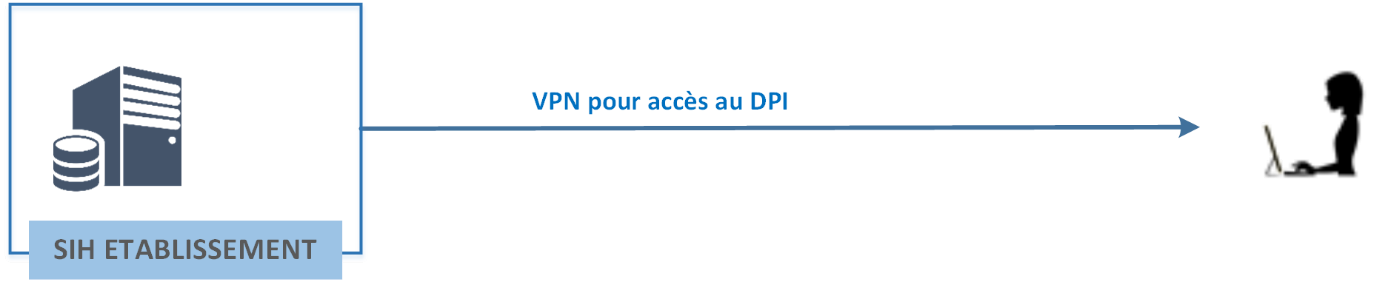 VPN pour accès au DPI
SIH ETABLISSEMENT